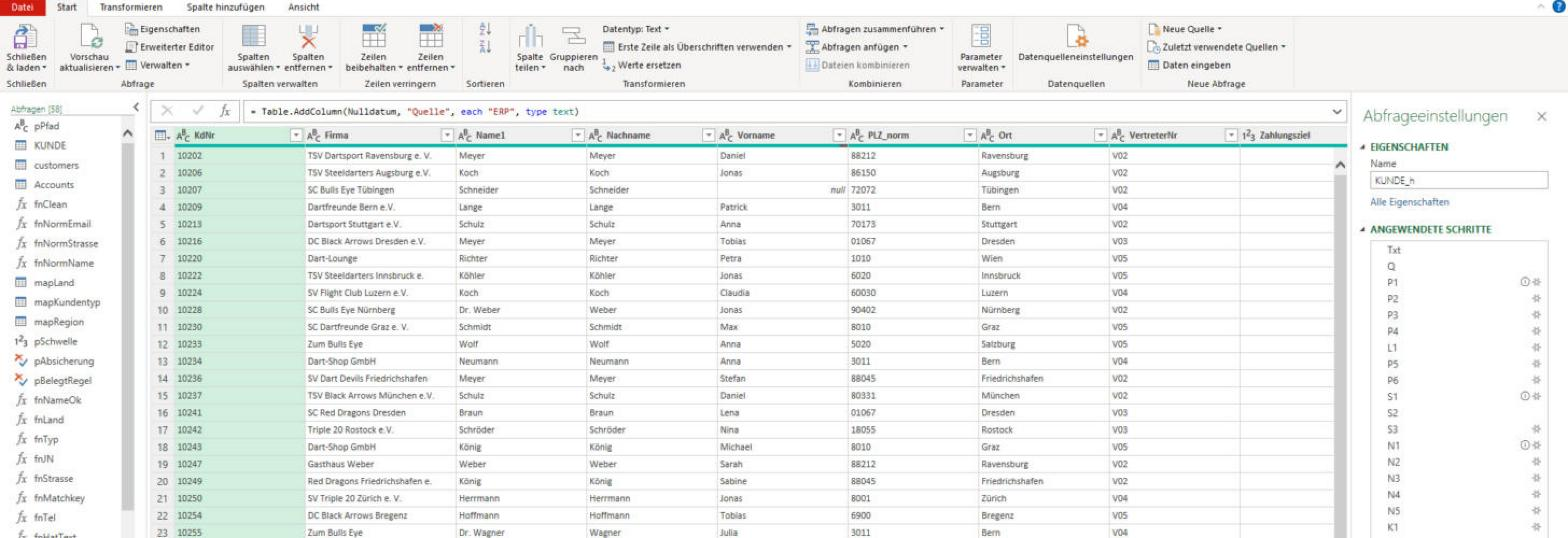 Datei Start Transformieren Spalte hinzufügen Ansicht
Schließen & laden
Schließen
Vorschau aktualisieren
Eigenschaften
Erweiterter Editor
Verwalten
Abfrage
Spalten auswählen
Spalten entfernen
Spalten verwalten
Zeilen beibehalten
Zeilen entfernen
Zeilen verringern
Sortieren
Spalte teilen
Gruppieren nach
Datentyp: Text
Erste Zeile als Überschriften verwenden
Werte ersetzen
Transformieren
Abfragen zusammenführen
Abfragen anfügen
Dateien kombinieren
Kombinieren
Parameter verwalten
Parameter
Datenquelleneinstellungen
Datenquellen
Neue Quelle
Zuletzt verwendete Quellen
Daten eingeben
Neue Abfrage
Abfragen [58]
pPfad
KUNDE
customers
Accounts
fnClean
fnNormEmail
fnNormStrasse
fnNormName
mapLand
mapKundentyp
mapRegion
pSchwelle
pAbsicherung
pBelegtRegel
fnNameOk
fnLand
fnTyp
fnJN
fnStrasse
fnMatchkey
fnTel
fnHatText
= Table.AddColumn(Nulldatum, "Quelle", each "ERP", type text)
KdNr Firma Name1 Nachname Vorname PLZ_norm Ort VertreterNr Zahlungsziel
1 10202 TSV Dartsport Ravensburg e. V. Meyer Meyer Daniel 88212 Ravensburg V02
2 10206 TSV Steeldarters Augsburg e.V. Koch Koch Jonas 86150 Augsburg V02
3 10207 SC Bulls Eye Tübingen Schneider Schneider null 72072 Tübingen V02
4 10209 Dartfreunde Bern e.V. Lange Lange Patrick 3011 Bern V04
5 10213 Dartsport Stuttgart e.V. Schulz Schulz Anna 70173 Stuttgart V02
6 10216 DC Black Arrows Dresden e.V. Meyer Meyer Tobias 01067 Dresden V03
7 10220 Dart-Lounge Richter Richter Petra 1010 Wien V05
8 10222 TSV Steeldarters Innsbruck e. Köhler Köhler Jonas 6020 Innsbruck V05
9 10224 SV Flight Club Luzern e.V. Koch Koch Claudia 60030 Luzern V04
10 10228 SC Bulls Eye Nürnberg Dr. Weber Weber Jonas 90402 Nürnberg V02
11 10230 SC Dartfreunde Graz e. V. Schmidt Schmidt Max 8010 Graz V05
12 10233 Zum Bulls Eye Wolf Wolf Anna 5020 Salzburg V05
13 10234 Dart-Shop GmbH Neumann Neumann Anna 3011 Bern V04
14 10236 SV Dart Devils Friedrichshafen Meyer Meyer Stefan 88045 Friedrichshafen V02
15 10237 TSV Black Arrows München e.V. Schulz Schulz Daniel 80331 München V02
16 10241 SC Red Dragons Dresden Braun Braun Lena 01067 Dresden V03
17 10242 Triple 20 Rostock e.V. Schröder Schröder Nina 18055 Rostock V03
18 10243 Dart-Shop GmbH König König Michael 8010 Graz V05
19 10247 Gasthaus Weber Weber Weber Sarah 88212 Ravensburg V02
20 10249 Red Dragons Friedrichshafen e. König König Sabine 88045 Friedrichshafen V02
21 10250 SV Triple 20 Zürich e. V. Herrmann Herrmann Jonas 8001 Zürich V04
22 10254 DC Black Arrows Bregenz Hoffmann Hoffmann Tobias 6900 Bregenz V05
23 10255 Zum Bulls Eye Dr. Wagner Wagner Julia 3011 Bern V04
Abfrageeinstellungen
EIGENSCHAFTEN
Name
KUNDE_h
Alle Eigenschaften
ANGEWENDETE SCHRITTE
Txt
Q
P1
P2
P3
P4
L1
P5
P6
S1
S2
S3
N1
N2
N3
N4
N5
K1